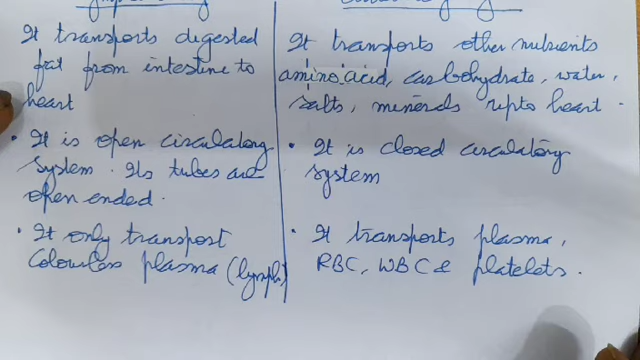 It transports digested
fat from intestine to
heart
• It is open circulatory
system. Its tubes are
open ended.
• It only transport
Colourless plasma (lymph)
It transports other nutrients
amino acid, carbohydrate, water,
salts, minerals upto heart.
• It is closed circulatory
system
• It transports plasma,
RBC, WBC & platelets.